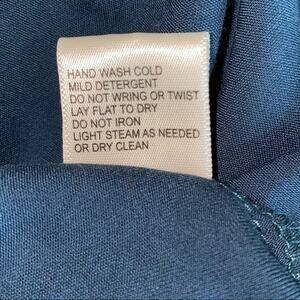 HAND WASH COLD
MILD DETERGENT
DO NOT WRING OR TWIST
LAY FLAT TO DRY
DO NOT IRON
LIGHT STEAM AS NEEDED
OR DRY CLEAN